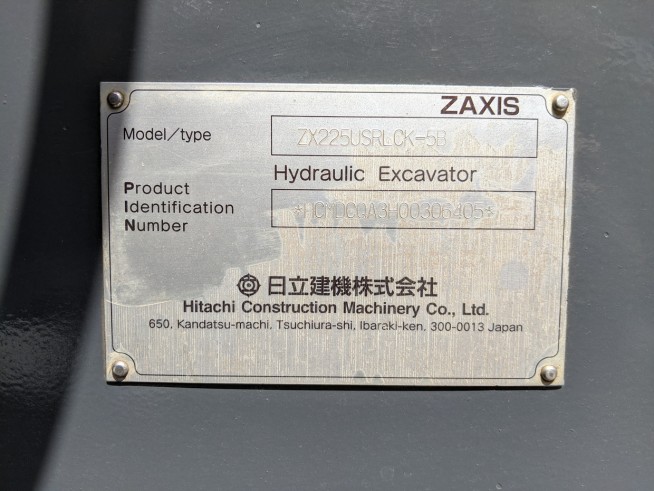 ZAXIS
Model/type ZX225USRLCK-5B
Hydraulic Excavator
Product
Identification
Number
日立建機株式会社
Hitachi Construction Machinery Co., Ltd.
650, Kandatsu-machi, Tsuchiura-shi, Ibaraki-ken, 300-0013 Japan